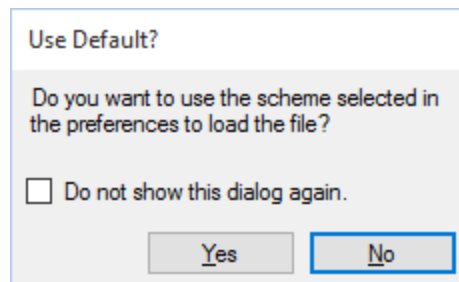 Use Default?
Do you want to use the scheme selected in
the preferences to load the file?
Do not show this dialog again.
Yes
No